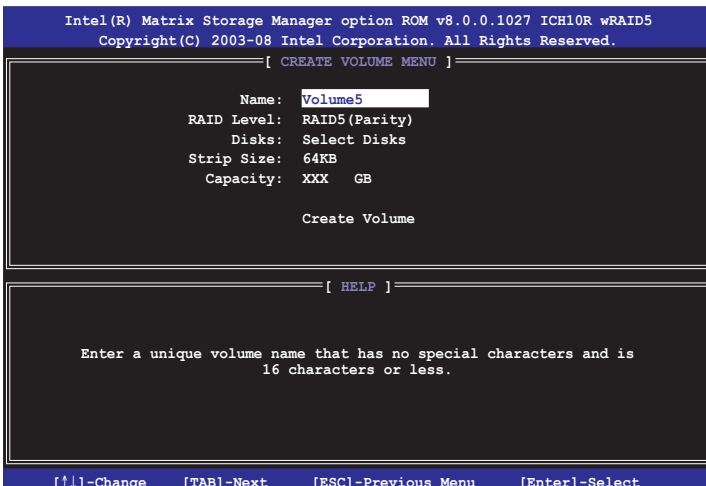 Intel(R) Matrix Storage Manager option ROM v8.0.0.1027 ICH10R wRAID5
Copyright(C) 2003-08 Intel Corporation. All Rights Reserved.
[ CREATE VOLUME MENU ]
Name: Volume5
RAID Level: RAID5(Parity)
Disks: Select Disks
Strip Size: 64KB
Capacity: XXX GB
Create Volume
[ HELP ]
Enter a unique volume name that has no special characters and is
16 characters or less.
[↑↓]-Change [TAB]-Next [ESC]-Previous Menu [Enter]-Select